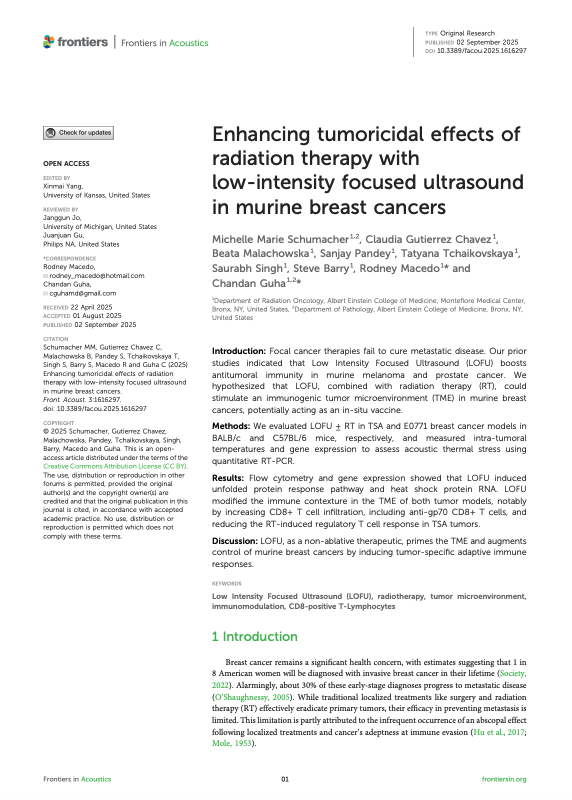 frontiers | Frontiers in Acoustics
TYPE Original Research
PUBLISHED 02 September 2025
DOI 10.3389/facou.2025.1616297
Check for updates
OPEN ACCESS
EDITED BY
Xinmai Yang,
University of Kansas, United States
REVIEWED BY
Janggun Jo,
University of Michigan, United States
Juanjuan Gu,
Philips NA, United States
*CORRESPONDENCE
Rodney Macedo,
rodney_macedo@hotmail.com
Chandan Guha,
cguhamd@gmail.com
RECEIVED 22 April 2025
ACCEPTED 01 August 2025
PUBLISHED 02 September 2025
CITATION
Schumacher MM, Gutierrez Chavez C,
Malachowska B, Pandey S, Tchaikovskaya T,
Singh S, Barry S, Macedo R and Guha C (2025)
Enhancing tumoricidal effects of radiation
therapy with low-intensity focused ultrasound
in murine breast cancers.
Front. Acoust. 3:1616297.
doi: 10.3389/facou.2025.1616297
COPYRIGHT
© 2025 Schumacher, Gutierrez Chavez,
Malachowska, Pandey, Tchaikovskaya, Singh,
Barry, Macedo and Guha. This is an open-
access article distributed under the terms of the
Creative Commons Attribution License (CC BY).
The use, distribution or reproduction in other
forums is permitted, provided the original
author(s) and the copyright owner(s) are
credited and that the original publication in this
journal is cited, in accordance with accepted
academic practice. No use, distribution or
reproduction is permitted which does not
comply with these terms.
Enhancing tumoricidal effects of
radiation therapy with
low-intensity focused ultrasound
in murine breast cancers
Michelle Marie Schumacher1,2, Claudia Gutierrez Chavez1,
Beata Malachowska1, Sanjay Pandey1, Tatyana Tchaikovskaya1,
Saurabh Singh1, Steve Barry1, Rodney Macedo1* and
Chandan Guha1,2*
1Department of Radiation Oncology, Albert Einstein College of Medicine, Montefiore Medical Center,
Bronx, NY, United States, 2Department of Pathology, Albert Einstein College of Medicine, Bronx, NY,
United States
Introduction: Focal cancer therapies fail to cure metastatic disease. Our prior
studies indicated that Low Intensity Focused Ultrasound (LOFU) boosts
antitumoral immunity in murine melanoma and prostate cancer. We
hypothesized that LOFU, combined with radiation therapy (RT), could
stimulate an immunogenic tumor microenvironment (TME) in murine breast
cancers, potentially acting as an in-situ vaccine.
Methods: We evaluated LOFU ± RT in TSA and E0771 breast cancer models in
BALB/c and C57BL/6 mice, respectively, and measured intra-tumoral
temperatures and gene expression to assess acoustic thermal stress using
quantitative RT-PCR.
Results: Flow cytometry and gene expression showed that LOFU induced
unfolded protein response pathway and heat shock protein RNA. LOFU
modified the immune contexture in the TME of both tumor models, notably
by increasing CD8+ T cell infiltration, including anti-gp70 CD8+ T cells, and
reducing the RT-induced regulatory T cell response in TSA tumors.
Discussion: LOFU, as a non-ablative therapeutic, primes the TME and augments
control of murine breast cancers by inducing tumor-specific adaptive immune
responses.
KEYWORDS
Low Intensity Focused Ultrasound (LOFU), radiotherapy, tumor microenvironment,
immunomodulation, CD8-positive T-Lymphocytes
1 Introduction
Breast cancer remains a significant health concern, with estimates suggesting that 1 in
8 American women will be diagnosed with invasive breast cancer in their lifetime (Society,
2022). Alarmingly, about 30% of these early-stage diagnoses progress to metastatic disease
(O'Shaughnessy, 2005). While traditional localized treatments like surgery and radiation
therapy (RT) effectively eradicate primary tumors, their efficacy in preventing metastasis is
limited. This limitation is partly attributed to the infrequent occurrence of an abscopal effect
following localized treatments and cancer's adeptness at immune evasion (Hu et al., 2017;
Mole, 1953).
Frontiers in Acoustics
01
frontiersin.org